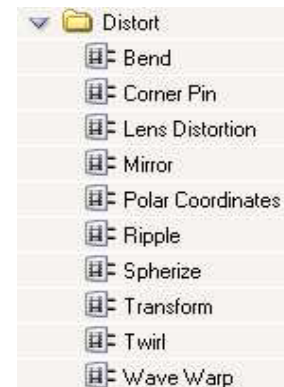 Distort
Bend
Corner Pin
Lens Distortion
Mirror
Polar Coordinates
Ripple
Spherize
Transform
Twirl
Wave Warp